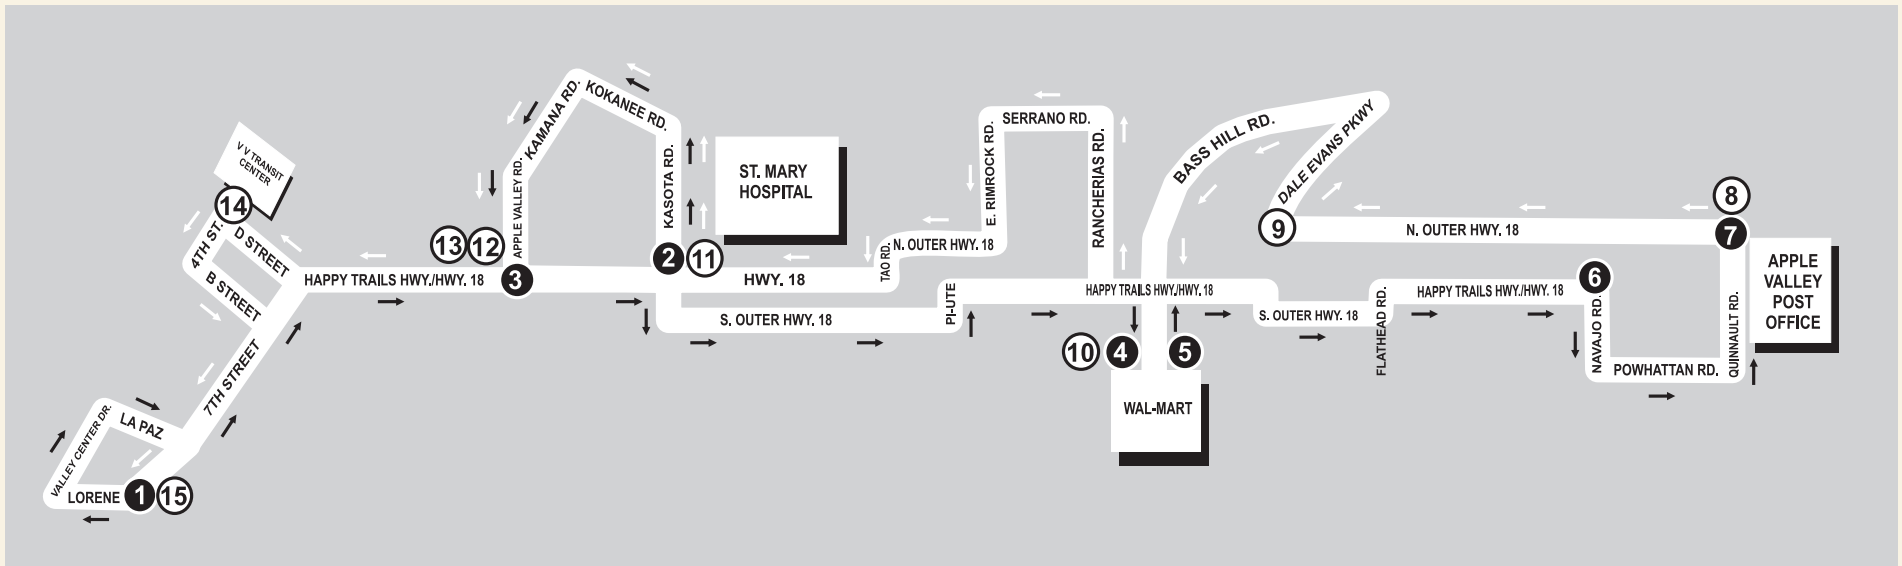 V V TRANSIT
CENTER
14
4TH ST.
D STREET
B STREET
7TH STREET
VALLEY CENTER DR.
LA PAZ
LORENE
1
15
HAPPY TRAILS HWY./HWY. 18
13
12
3
APPLE VALLEY RD.
KAMANA RD.
KOKANEE RD.
KASOTA RD.
ST. MARY
HOSPITAL
2
11
HWY. 18
S. OUTER HWY. 18
TAO RD.
N. OUTER HWY. 18
PI-UTE
E. RIMROCK RD.
SERRANO RD.
RANCHERIAS RD.
HAPPY TRAILS HWY./HWY. 18
10
4
5
WAL-MART
BASS HILL RD.
DALE EVANS PKWY
9
N. OUTER HWY. 18
S. OUTER HWY. 18
FLATHEAD RD.
HAPPY TRAILS HWY./HWY. 18
6
NAVAJO RD.
POWHATTAN RD.
QUINNAULT RD.
8
7
APPLE
VALLEY
POST
OFFICE